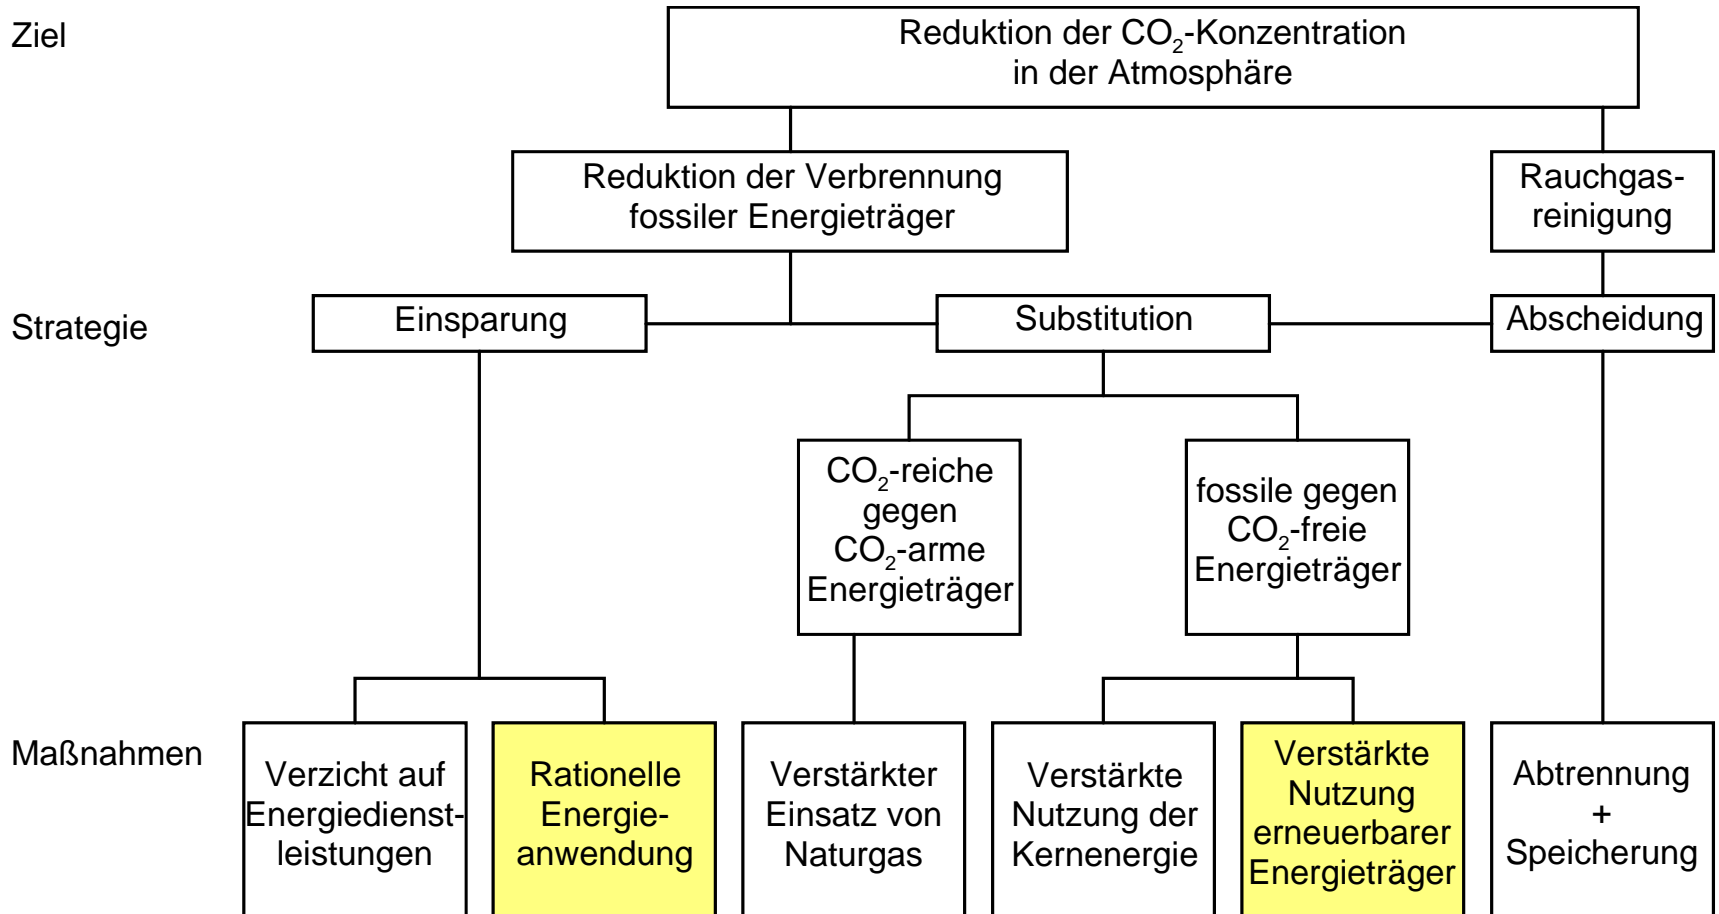 Ziel
Reduktion der CO₂-Konzentration
in der Atmosphäre
Reduktion der Verbrennung
fossiler Energieträger
Rauchgas-
reinigung
Strategie
Einsparung
Substitution
Abscheidung
CO₂-reiche
gegen
CO₂-arme
Energieträger
fossile gegen
CO₂-freie
Energieträger
Maßnahmen
Verzicht auf
Energiedienst-
leistungen
Rationelle
Energie-
anwendung
Verstärkter
Einsatz von
Naturgas
Verstärkte
Nutzung der
Kernenergie
Verstärkte
Nutzung
erneuerbarer
Energieträger
Abtrennung
+
Speicherung